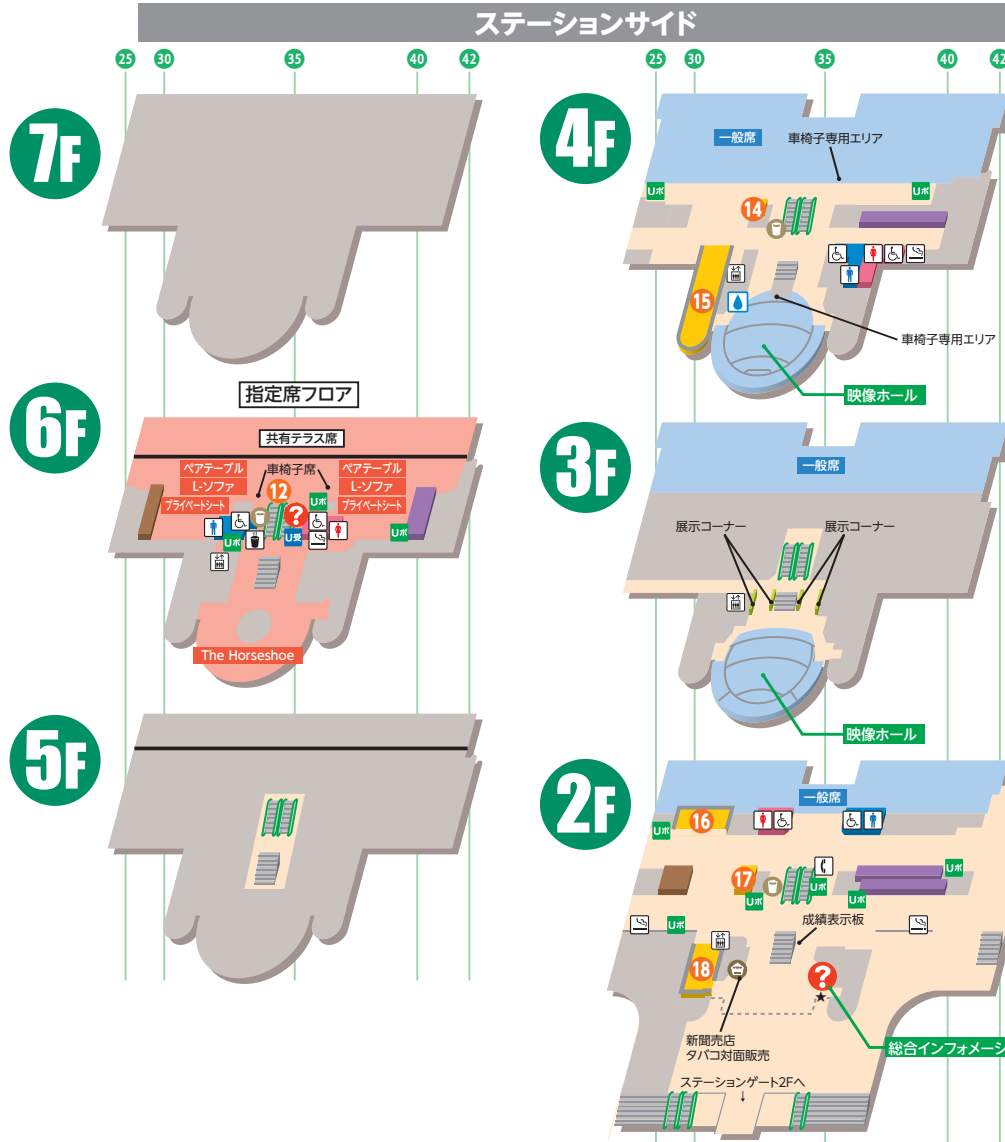 ステーションサイド
25
30
35
40
42
25
30
35
40
42
7F
6F
指定席フロア
共有テラス席
ペアテーブル
L-ソファ
プライベートシート
車椅子席
ペアテーブル
L-ソファ
プライベートシート
12
?
Uポ
Uポ
Uポ
U受
The Horseshoe
5F
4F
一般席
車椅子専用エリア
Uポ
Uポ
14
15
車椅子専用エリア
映像ホール
3F
一般席
展示コーナー
展示コーナー
映像ホール
2F
一般席
16
Uポ
17
Uポ
Uポ
Uポ
Uポ
Uポ
成績表示板
18
?
★
新聞売店
タバコ対面販売
総合インフォメーシ
ステーションゲート2Fへ
↓